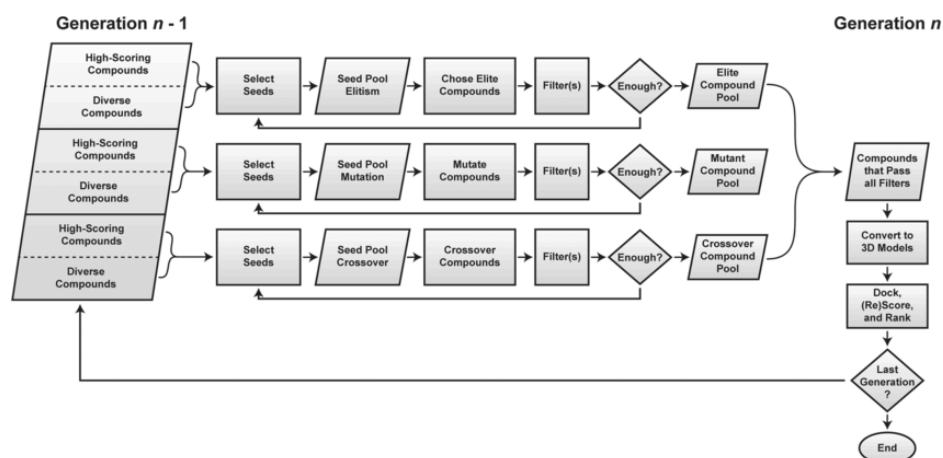 Generation n - 1
Generation n
High-Scoring
Compounds
Diverse
Compounds
High-Scoring
Compounds
Diverse
Compounds
High-Scoring
Compounds
Diverse
Compounds
Select
Seeds
Seed Pool
Elitism
Chose Elite
Compounds
Filter(s)
Enough?
Elite
Compound
Pool
Select
Seeds
Seed Pool
Mutation
Mutate
Compounds
Filter(s)
Enough?
Mutant
Compound
Pool
Select
Seeds
Seed Pool
Crossover
Crossover
Compounds
Filter(s)
Enough?
Crossover
Compound
Pool
Compounds
that Pass
all Filters
Convert to
3D Models
Dock,
(Re)Score,
and Rank
Last
Generation
?
End